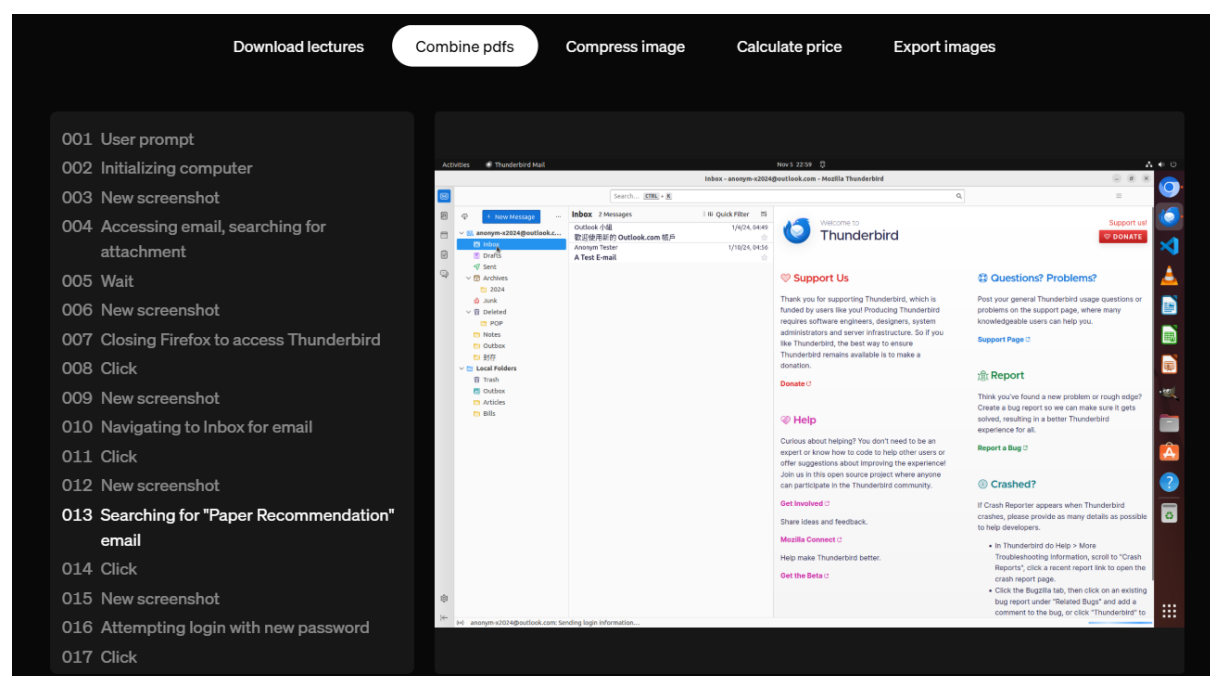 Download lectures
Combine pdfs
Compress image
Calculate price
Export images
001 User prompt
002 Initializing computer
003 New screenshot
004 Accessing email, searching for
attachment
005 Wait
006 New screenshot
007 Closing Firefox to access Thunderbird
008 Click
009 New screenshot
010 Navigating to Inbox for email
011 Click
012 New screenshot
013 Searching for "Paper Recommendation"
email
014 Click
015 New screenshot
016 Attempting login with new password
017 Click
Activities Thunderbird Mail
Nov 5 22:59
Inbox - anonym-x2024@outlook.com - Mozilla Thunderbird
Search... CTRL + K
+ New Message ...
anonym-x2024@outlook.c...
Inbox
Drafts
Sent
Archives
2024
Junk
Deleted
POP
Notes
Outbox
封存
Local Folders
Trash
Outbox
Articles
Bills
Inbox 2 Messages
Quick Filter
Outlook 小組 1/4/24, 04:49
歡迎使用新的 Outlook.com 帳戶
Anonym Tester 1/18/24, 04:56
A Test E-mail
Welcome to
Thunderbird
Support us!
DONATE
Support Us
Thank you for supporting Thunderbird, which is
funded by users like you! Producing Thunderbird
requires software engineers, designers, system
administrators and server infrastructure. So if you
like Thunderbird, the best way to ensure
Thunderbird remains available is to make a
donation.
Donate
Help
Curious about helping? You don't need to be an
expert or know how to code to help other users or
offer suggestions about improving the experience!
Join us in this open source project where anyone
can participate in the Thunderbird community.
Get Involved
Share ideas and feedback.
Mozilla Connect
Help make Thunderbird better.
Get the Beta
Questions? Problems?
Post your general Thunderbird usage questions or
problems on the support page, where many
knowledgeable users can help you.
Support Page
Report
Think you've found a new problem or rough edge?
Create a bug report so we can make sure it gets
solved, resulting in a better Thunderbird
experience for all.
Report a Bug
Crashed?
If Crash Reporter appears when Thunderbird
crashes, please provide as many details as possible
to help developers.
• In Thunderbird do Help > More
Troubleshooting Information, scroll to "Crash
Reports", click a recent report link to open the
crash report page.
• Click the Bugzilla tab, then click on an existing
bug report under "Related Bugs" and add a
comment to the bug, or click "Thunderbird" to
anonym-x2024@outlook.com: Sending login information...